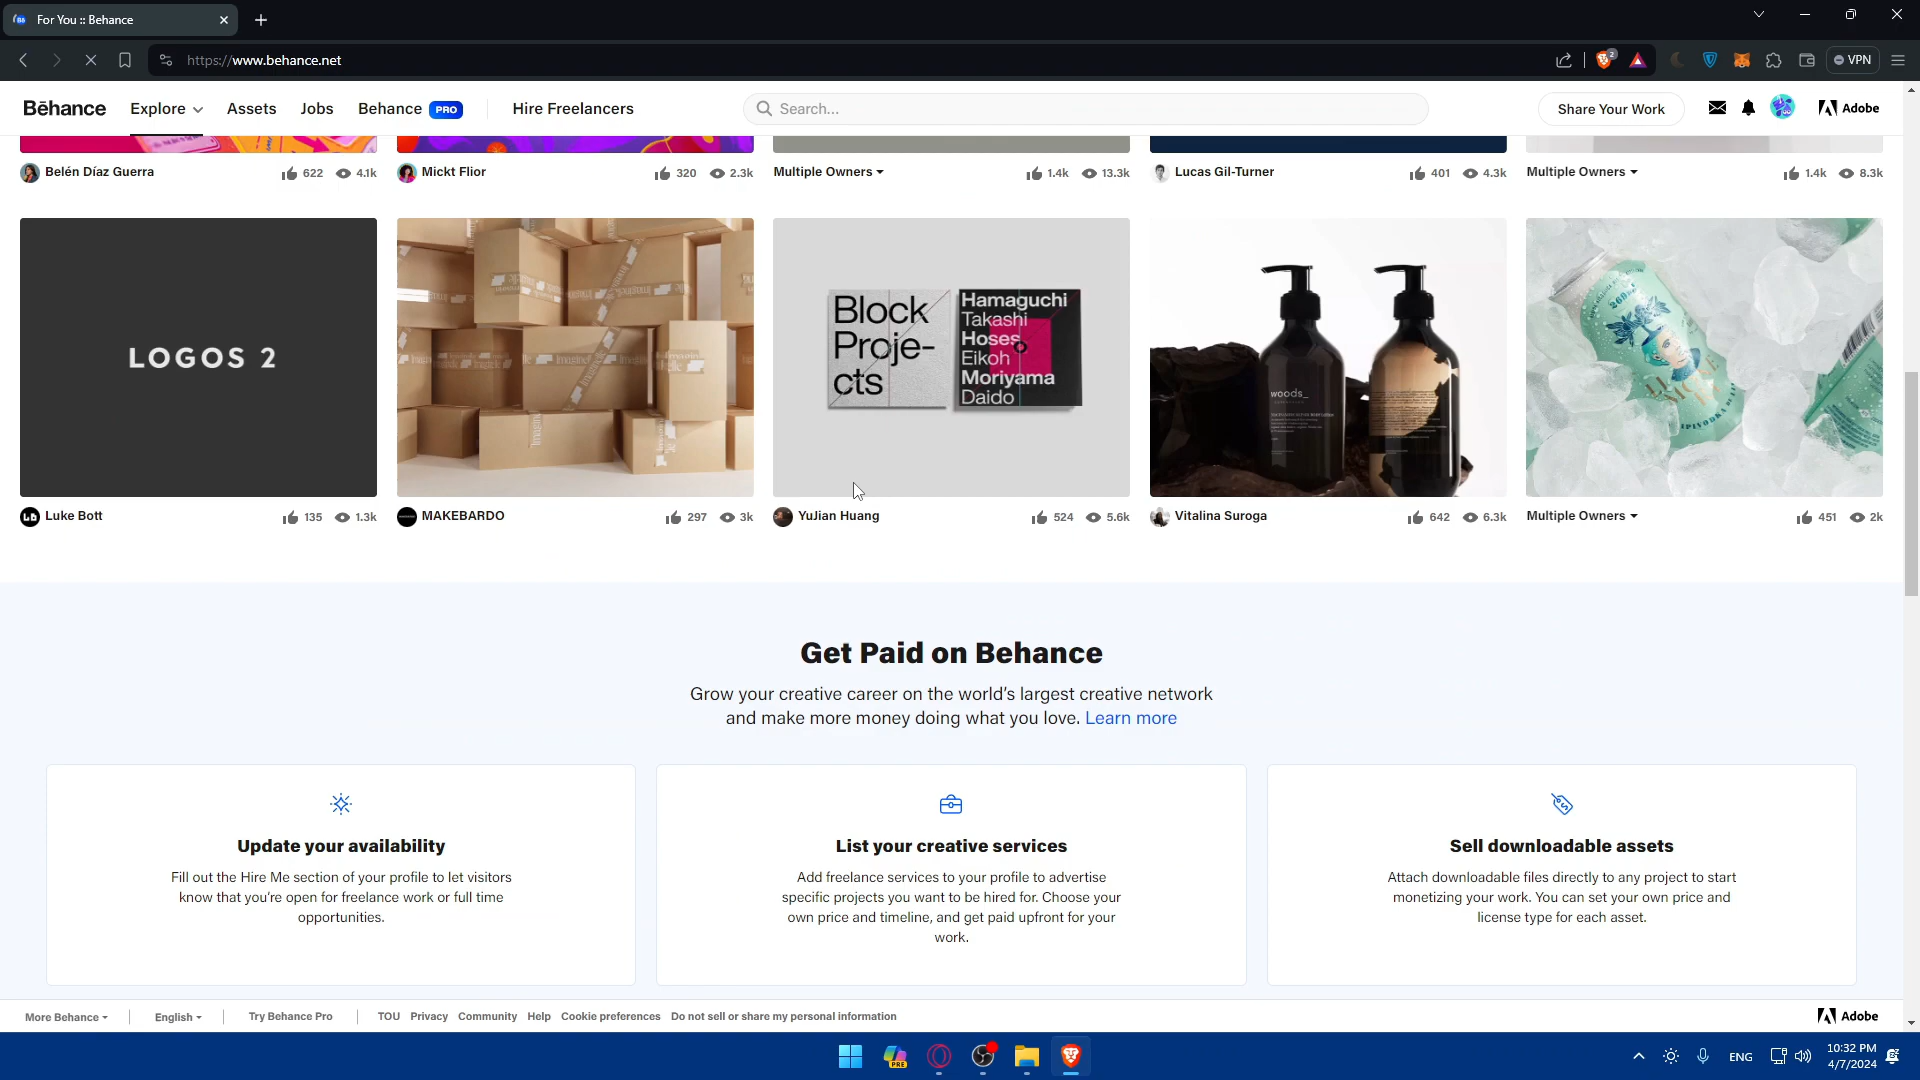 For You :: Behance
https://www.behance.net
2
VPN
Bēhance
Explore
Assets
Jobs
Behance PRO
Hire Freelancers
Search...
Share Your Work
Adobe
Belén Díaz Guerra 622 4.1k
Mickt Flior 320 2.3k
Multiple Owners 1.4k 13.3k
Lucas Gil-Turner 401 4.3k
Multiple Owners 1.4k 8.3k
LOGOS 2
Block
Proje-
cts
Hamaguchi
Takashi
Hoses
Eikoh
Moriyama
Daido
woods_
Luke Bott 135 1.3k
MAKEBARDO 297 3k
YuJian Huang 524 5.6k
Vitalina Suroga 642 6.3k
Multiple Owners 451 2k
Get Paid on Behance
Grow your creative career on the world's largest creative network
and make more money doing what you love. Learn more
Update your availability
Fill out the Hire Me section of your profile to let visitors
know that you're open for freelance work or full time
opportunities.
List your creative services
Add freelance services to your profile to advertise
specific projects you want to be hired for. Choose your
own price and timeline, and get paid upfront for your
work.
Sell downloadable assets
Attach downloadable files directly to any project to start
monetizing your work. You can set your own price and
license type for each asset.
More Behance
English
Try Behance Pro
TOU Privacy Community Help Cookie preferences Do not sell or share my personal information
Adobe
PRE
ENG
10:32 PM
4/7/2024